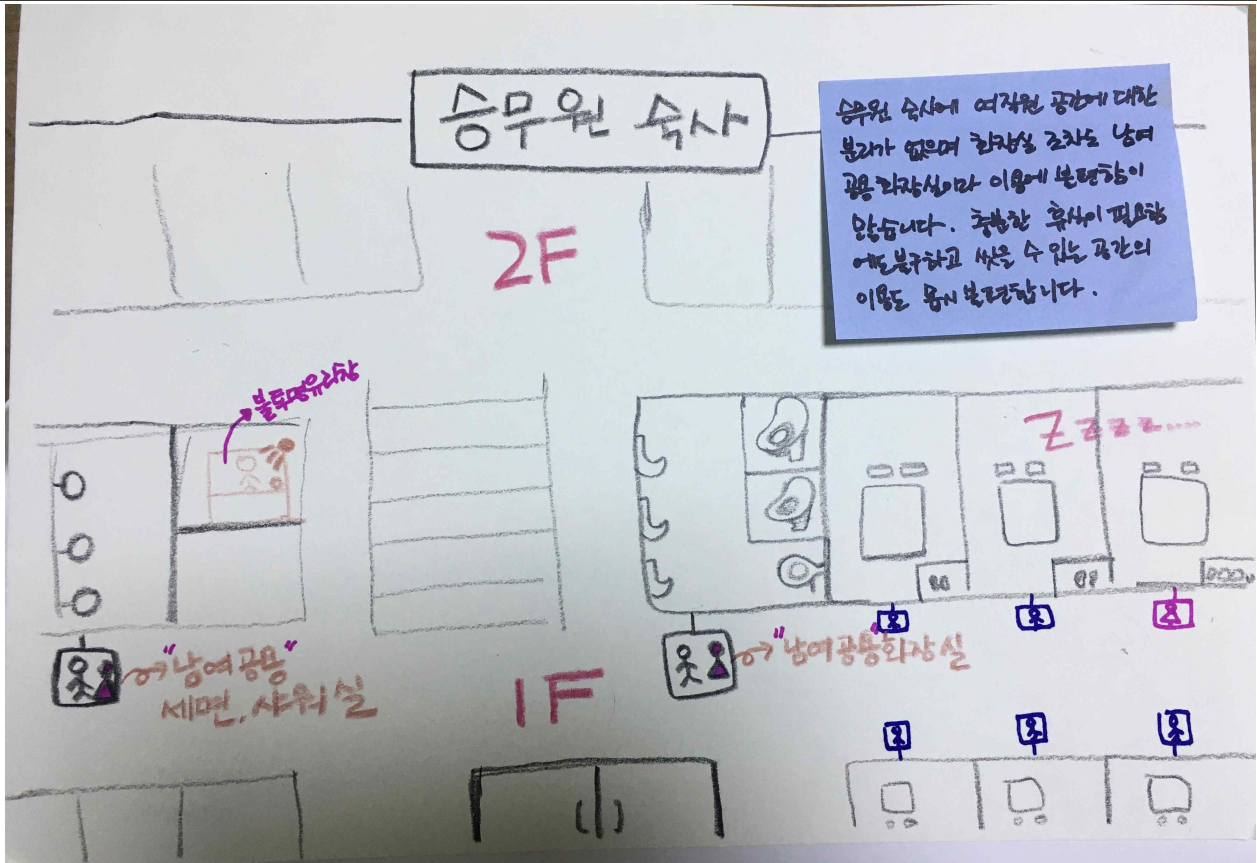 승무원 숙사
승무원 숙사에 여직원 공간에 대한
분리가 없으며 화장실 조차도 남여
공용화장실이라 이용에 불편함이
많습니다. 충분한 휴식이 필요함
에도불구하고 씻을 수 있는 공간의
이용도 몹시 불편합니다.
2F
불투명유리창
Zzzzz....
"남여공용"
세면, 샤워실
"남여공용"화장실
1F